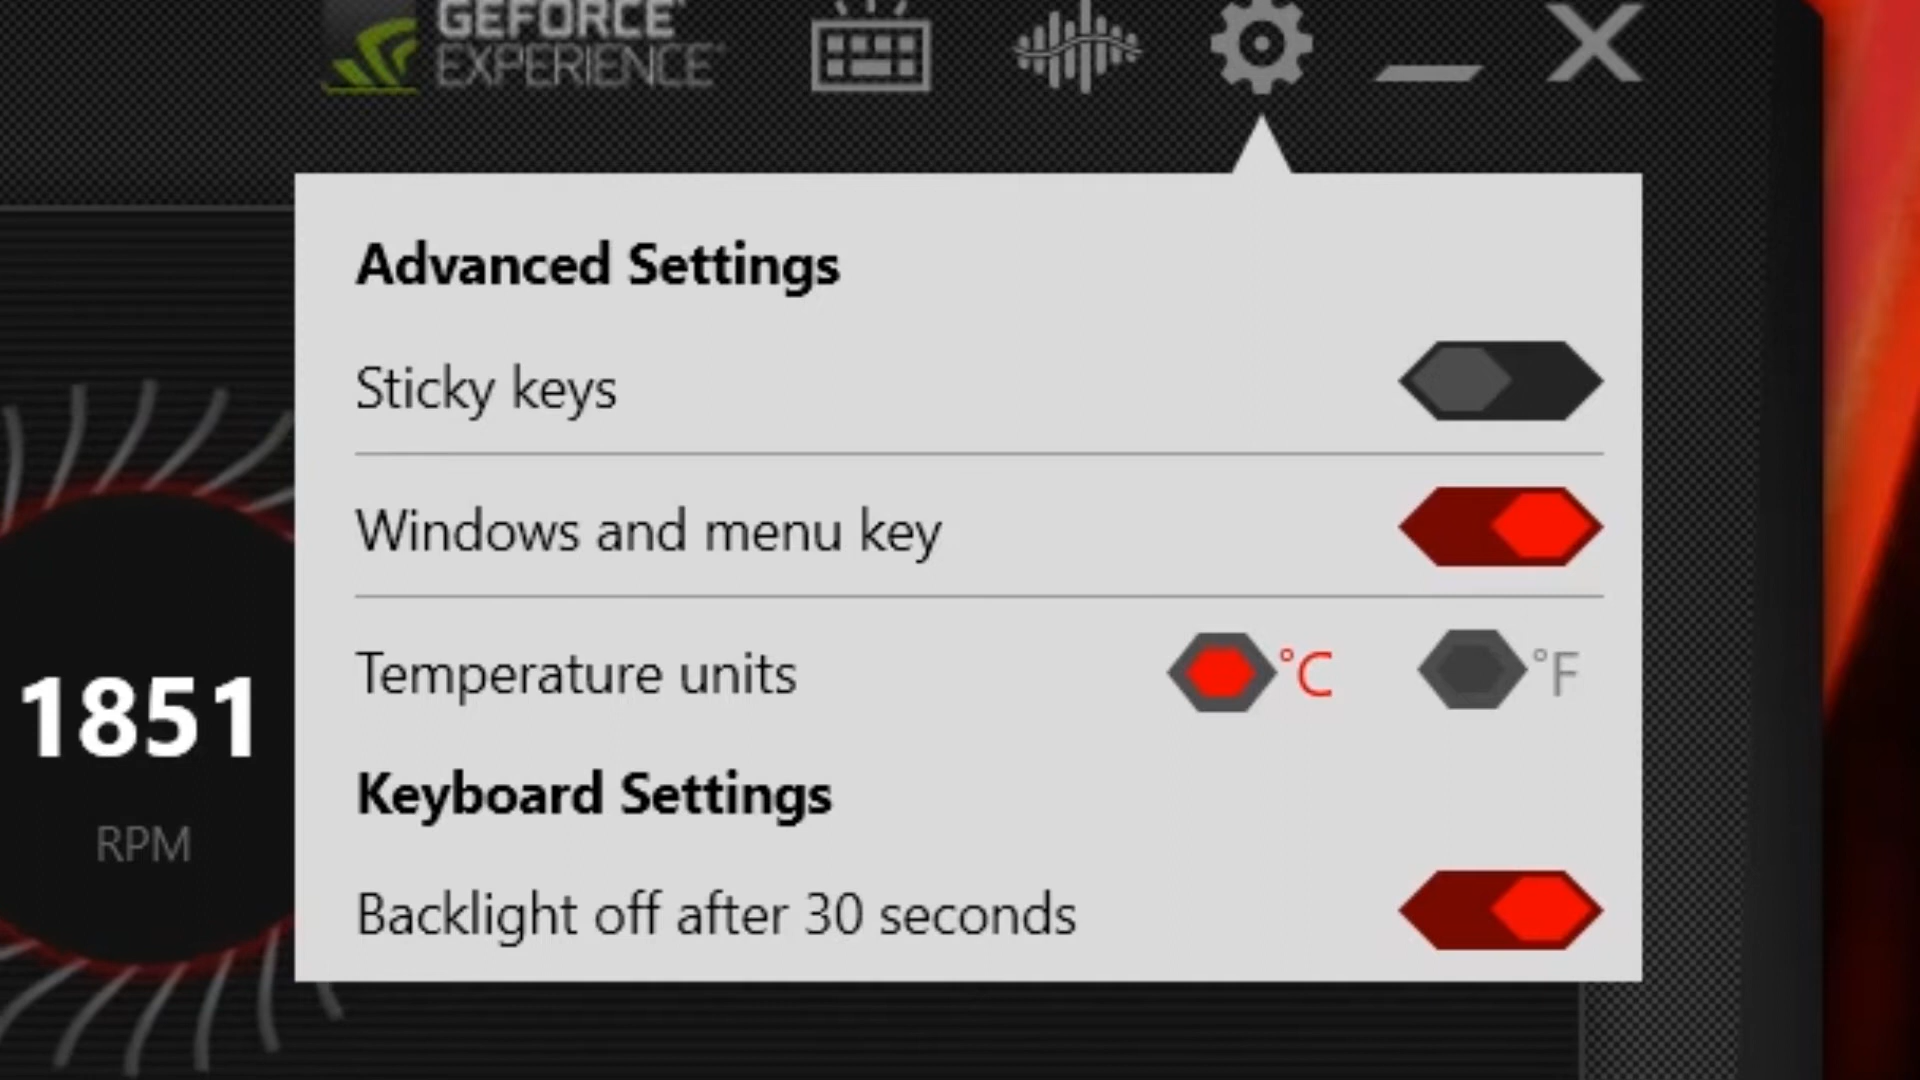 GEFORCE
EXPERIENCE
Advanced Settings
Sticky keys
Windows and menu key
Temperature units °C °F
1851
RPM
Keyboard Settings
Backlight off after 30 seconds